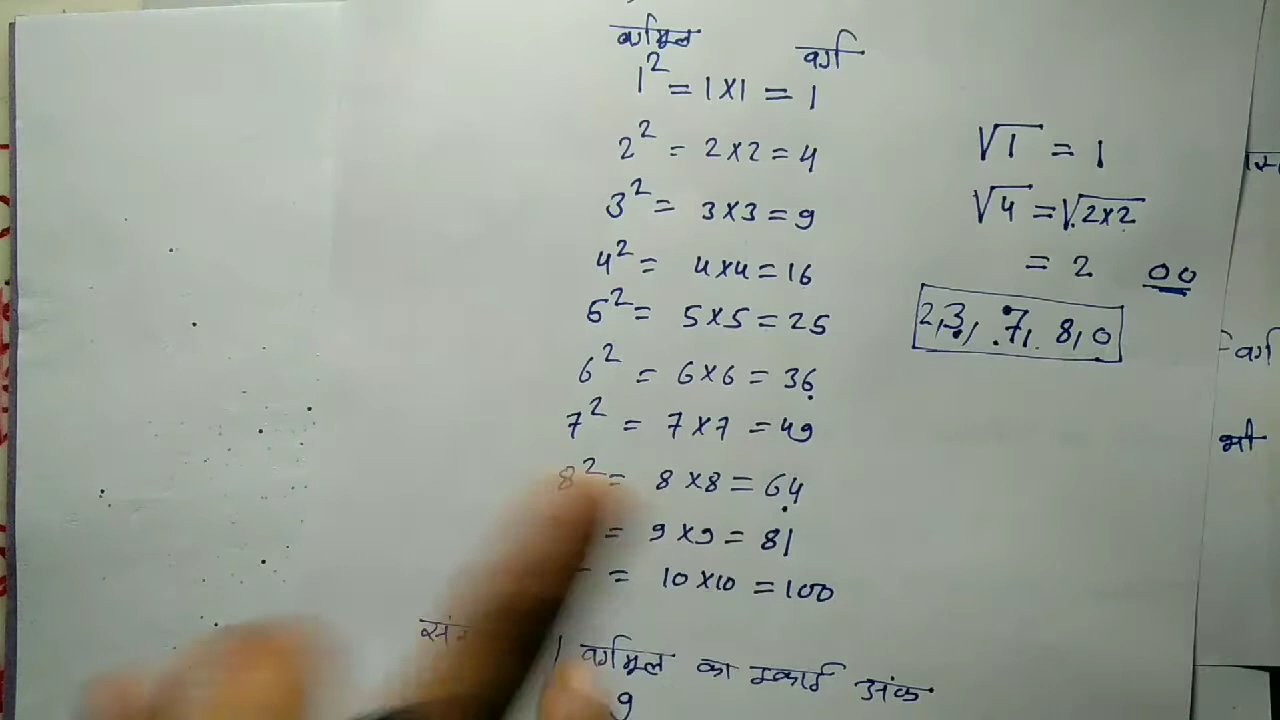 वर्गमूल वर्ग
1² = 1×1 = 1
2² = 2×2 = 4
3² = 3×3 = 9
4² = 4×4 = 16
5² = 5×5 = 25
6² = 6×6 = 36
7² = 7×7 = 49
8² = 8×8 = 64
= 9×9 = 81
= 10×10 = 100
√1 = 1
√4 = √2×2
= 2
00
2, 3, 7, 8, 0
वर्गमूल का इकाई अंक
9
वर्ग
भी